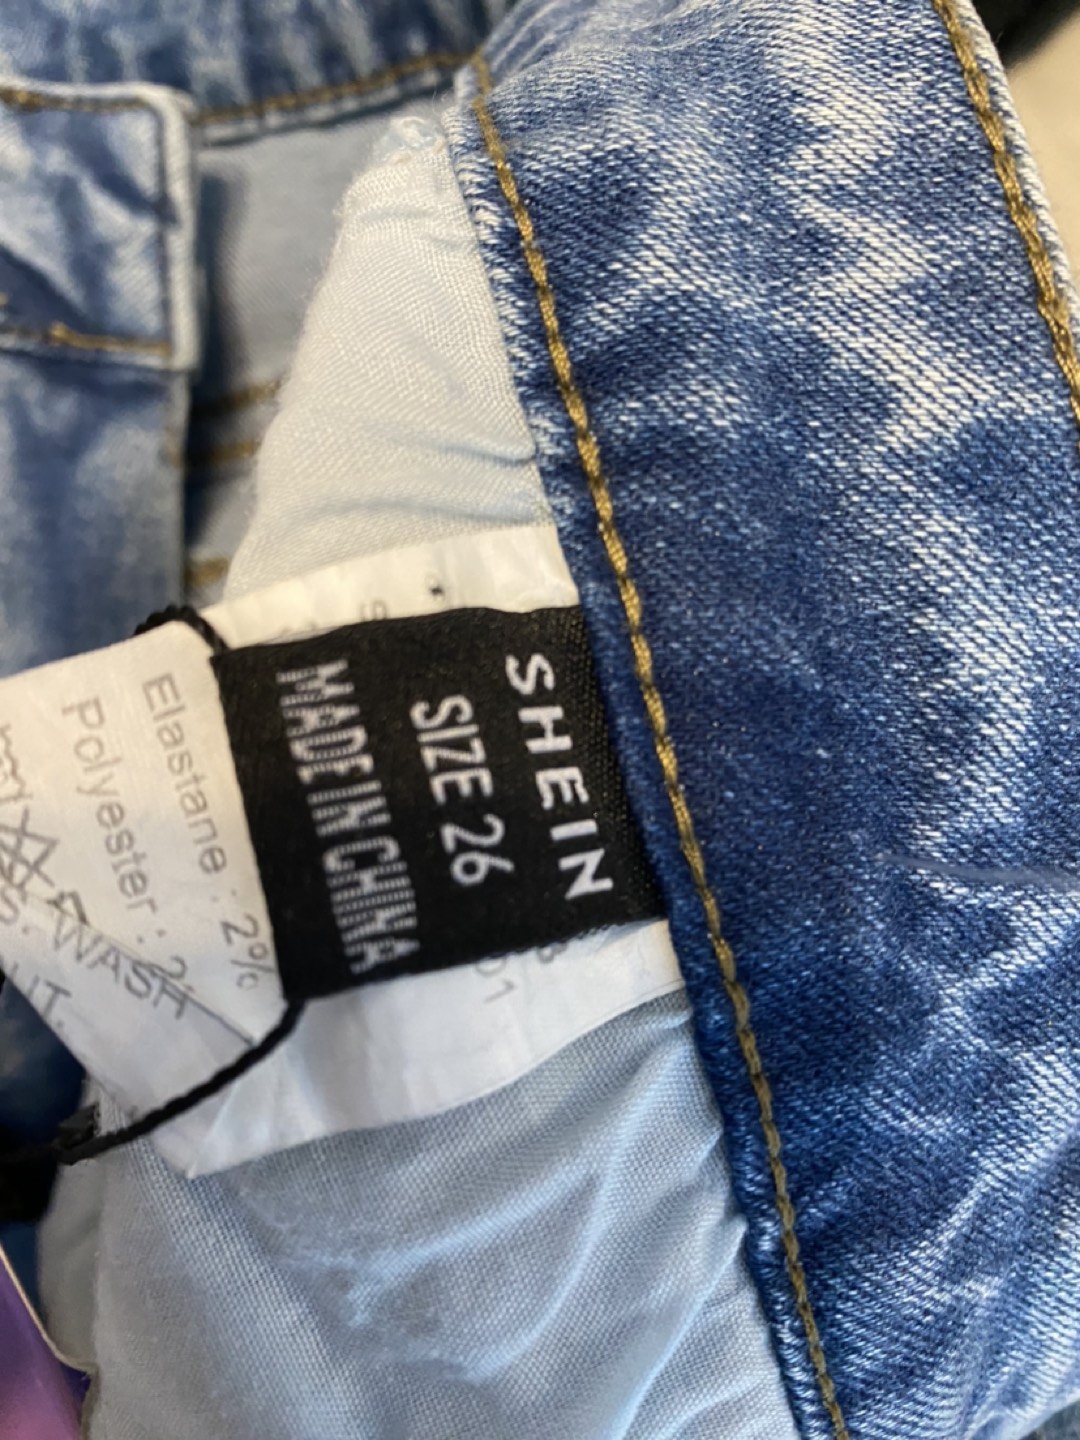 SHEIN
SIZE 26
MADE IN CHINA
Elastane : 2%
Polyester : 2
WASH